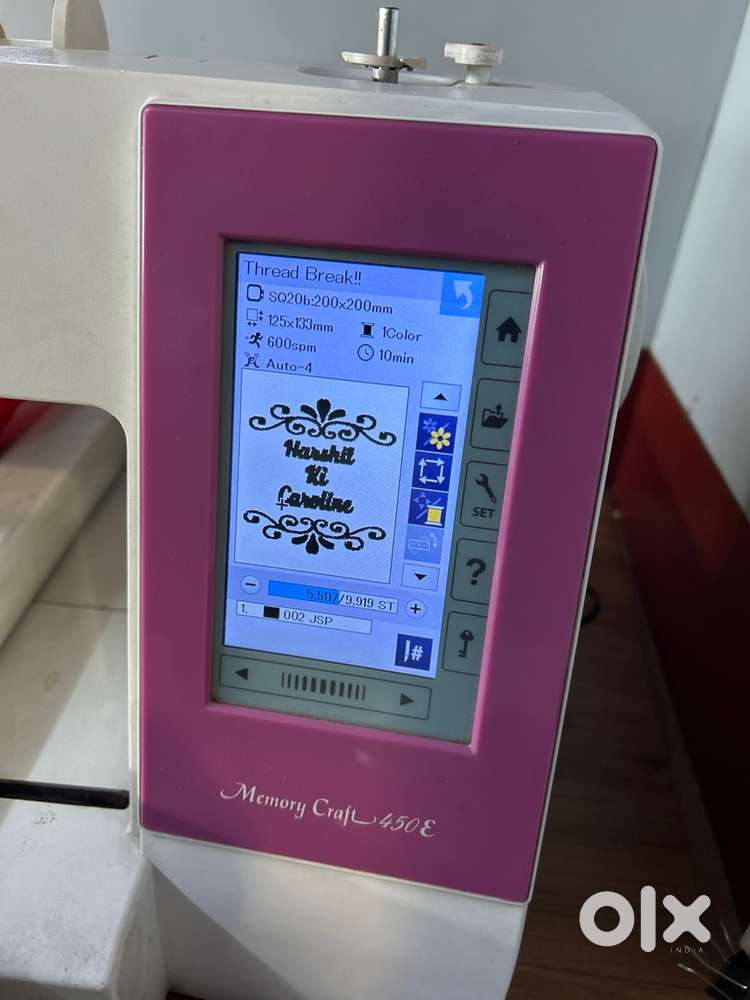 Thread Break!!
SQ20b:200x200mm
125x133mm
1Color
600spm
10min
Auto-4
Harshil
Ki
Caroline
SET
?
5,507/9,919 ST
1. 002 JSP
#
Memory Craft 450E
olx
INDIA